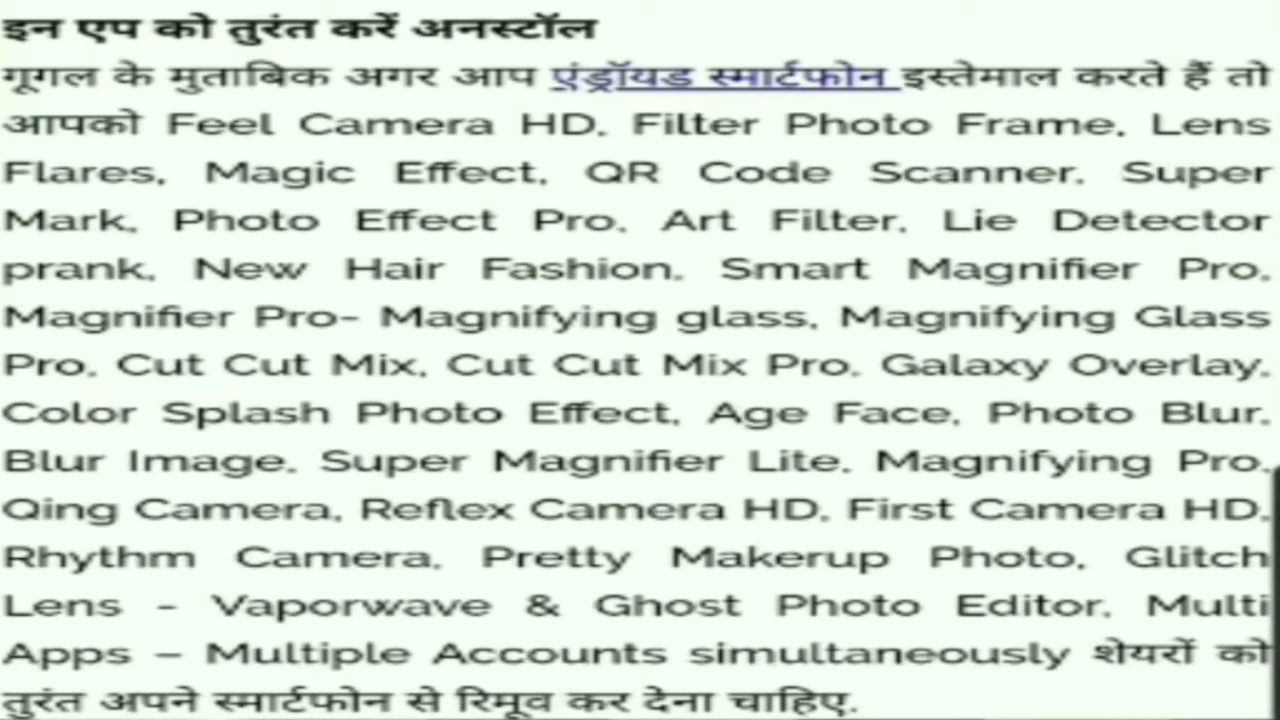 इन एप को तुरंत करें अनस्टॉल
गूगल के मुताबिक अगर आप एंड्रॉयड स्मार्टफोन इस्तेमाल करते हैं तो
आपको Feel Camera HD, Filter Photo Frame, Lens
Flares, Magic Effect, QR Code Scanner, Super
Mark, Photo Effect Pro, Art Filter, Lie Detector
prank, New Hair Fashion, Smart Magnifier Pro,
Magnifier Pro- Magnifying glass, Magnifying Glass
Pro, Cut Cut Mix, Cut Cut Mix Pro, Galaxy Overlay,
Color Splash Photo Effect, Age Face, Photo Blur,
Blur Image, Super Magnifier Lite, Magnifying Pro,
Qing Camera, Reflex Camera HD, First Camera HD,
Rhythm Camera, Pretty Makerup Photo, Glitch
Lens - Vaporwave & Ghost Photo Editor, Multi
Apps – Multiple Accounts simultaneously शेयरों को
तुरंत अपने स्मार्टफोन से रिमूव कर देना चाहिए.